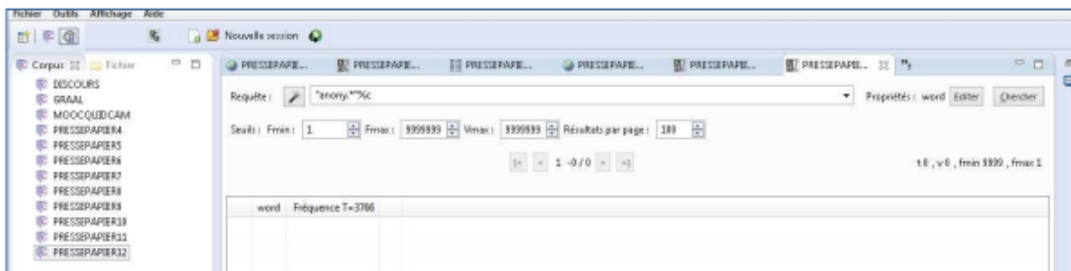 Fichier Outils Affichage Aide
Nouvelle session
Corpus Fichier
PRESSEPAPIE... PRESSEPAPIE... PRESSEPAPIE... PRESSEPAPIE... PRESSEPAPIE... PRESSEPAPIE...
DISCOURS
GRAAL
MOOCQUIDCAM
PRESSEPAPIER4
PRESSEPAPIER5
PRESSEPAPIER6
PRESSEPAPIER7
PRESSEPAPIER8
PRESSEPAPIER9
PRESSEPAPIER10
PRESSEPAPIER11
PRESSEPAPIER12
Requête : "anony.*"%c Propriétés : word Editer Chercher
Seuils : Fmin : 1 Fmax : 9999999 Vmax : 9999999 Résultats par page : 100
1 -0 / 0
t 0 , v 0 , fmin 9999 , fmax 1
word Fréquence T=3766